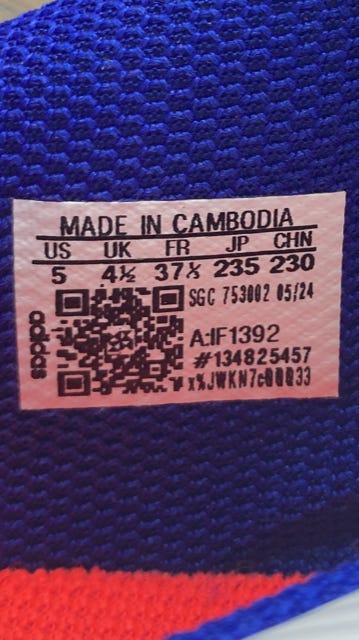 MADE IN CAMBODIA
US UK FR JP CHN
5 4½ 37⅓ 235 230
SGC 753002 05/24
adidas
A:IF1392
#134825457
x%JWKN7cQQQ33